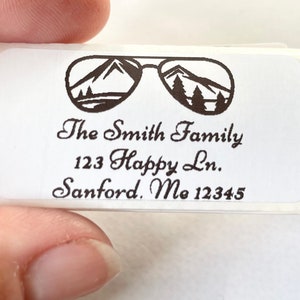 The Smith Family
123 Happy Ln.
Sanford, Me 12345